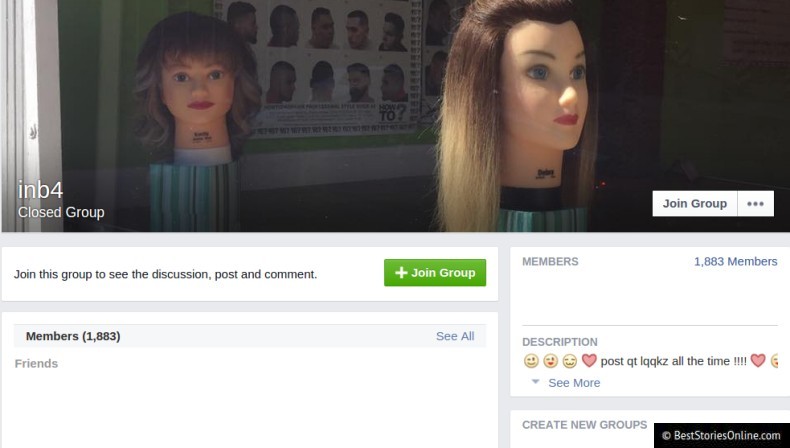 HOW
TO?
inb4
Closed Group
Join Group
Join this group to see the discussion, post and comment.
Join Group
MEMBERS
1,883 Members
Members (1,883)
See All
Friends
DESCRIPTION
post qt lqqkz all the time !!!!
See More
CREATE NEW GROUPS
© BestStoriesOnline.com